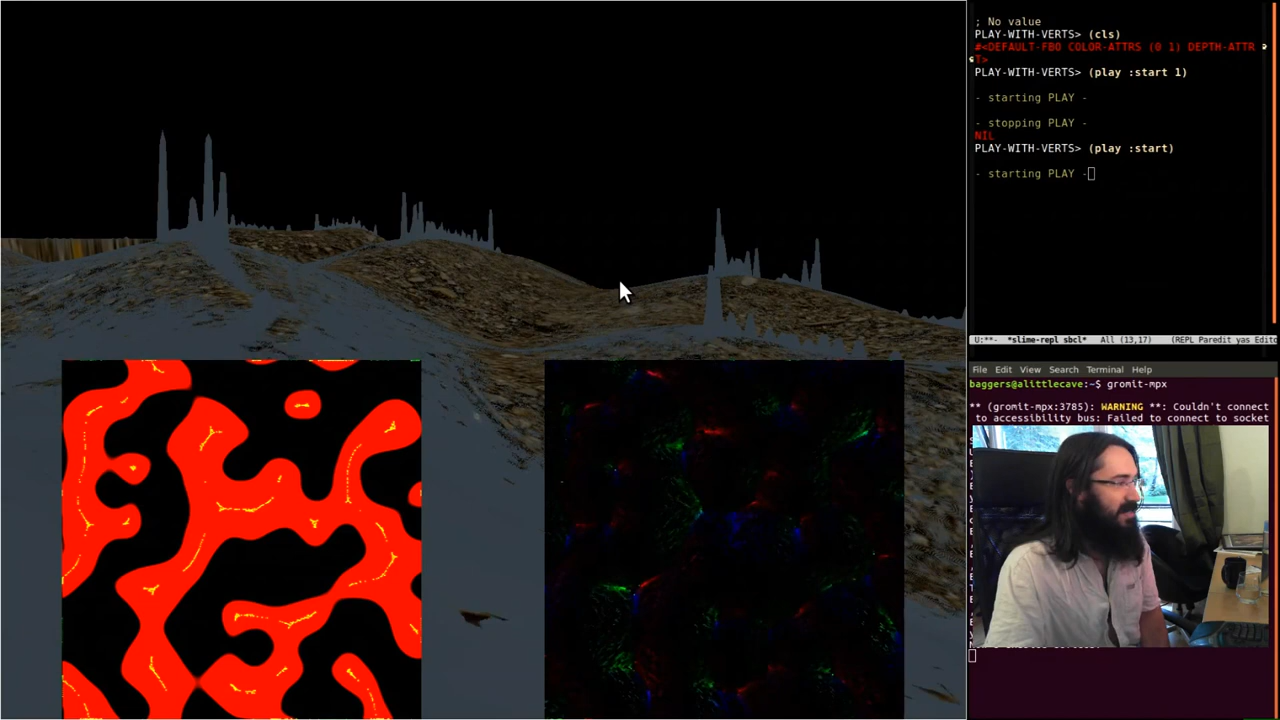 ; No value
PLAY-WITH-VERTS> (cls)
#<DEFAULT-FBO COLOR-ATTRS (0 1) DEPTH-ATTR
T>
PLAY-WITH-VERTS> (play :start 1)
- starting PLAY -
- stopping PLAY -
NIL
PLAY-WITH-VERTS> (play :start)
- starting PLAY -
U:**- *slime-repl sbcl* All (13,17) (REPL Paredit yas Edito
File Edit View Search Terminal Help
baggers@alittlecave:~$ gromit-mpx
** (gromit-mpx:3785): WARNING **: Couldn't connect
to accessibility bus: Failed to connect to socket